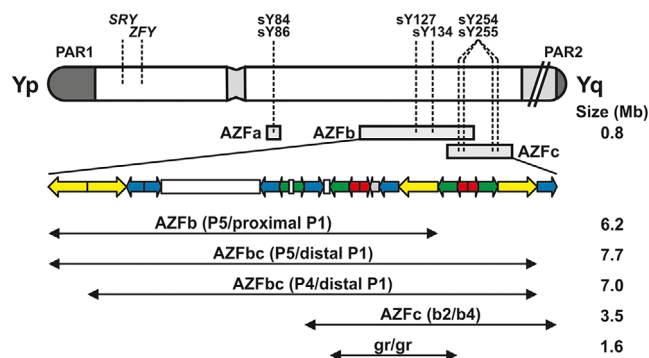 SRY
ZFY
sY84
sY86
sY127
sY134
sY254
sY255
PAR1
PAR2
Yp
Yq
Size (Mb)
AZFa
AZFb
0.8
AZFc
AZFb (P5/proximal P1)
6.2
AZFbc (P5/distal P1)
7.7
AZFbc (P4/distal P1)
7.0
AZFc (b2/b4)
3.5
gr/gr
1.6